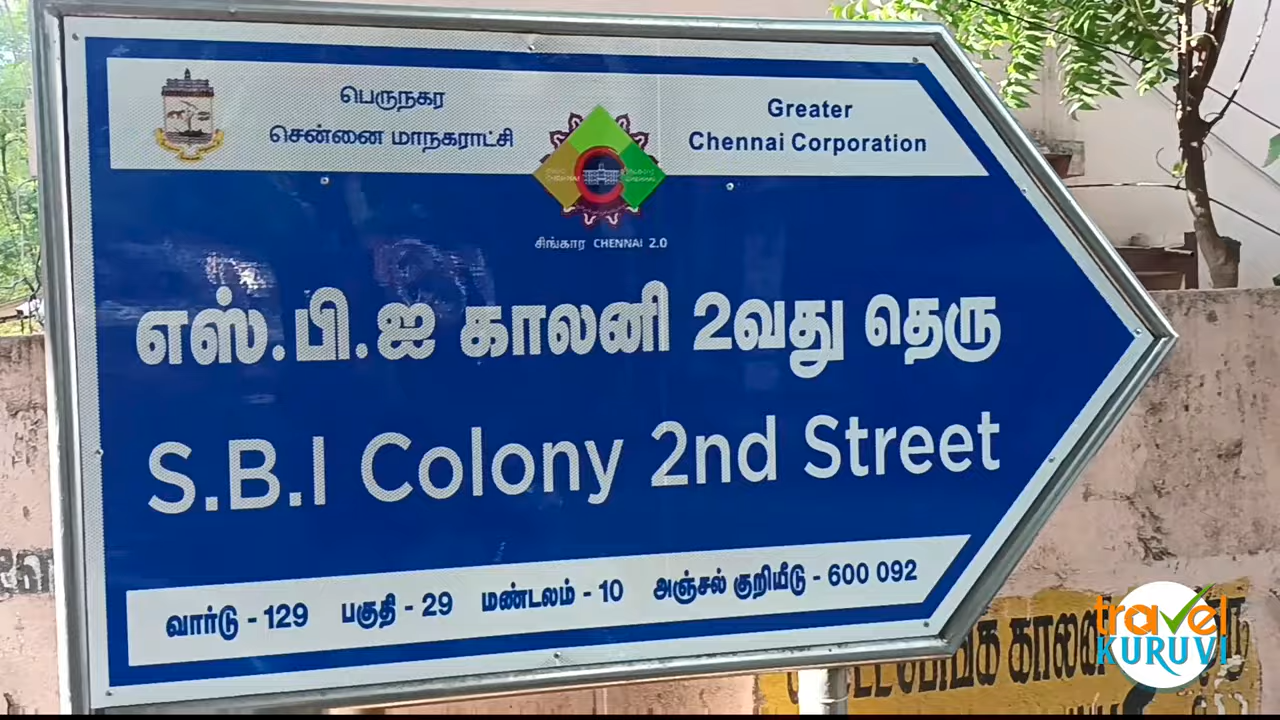 பெருநகர
சென்னை மாநகராட்சி
Greater
Chennai Corporation
சிங்கார CHENNAI 2.0
எஸ்.பி.ஐ காலனி 2வது தெரு
S.B.I Colony 2nd Street
வார்டு - 129 பகுதி - 29 மண்டலம் - 10 அஞ்சல் குறியீடு - 600 092
travel
KURUVI